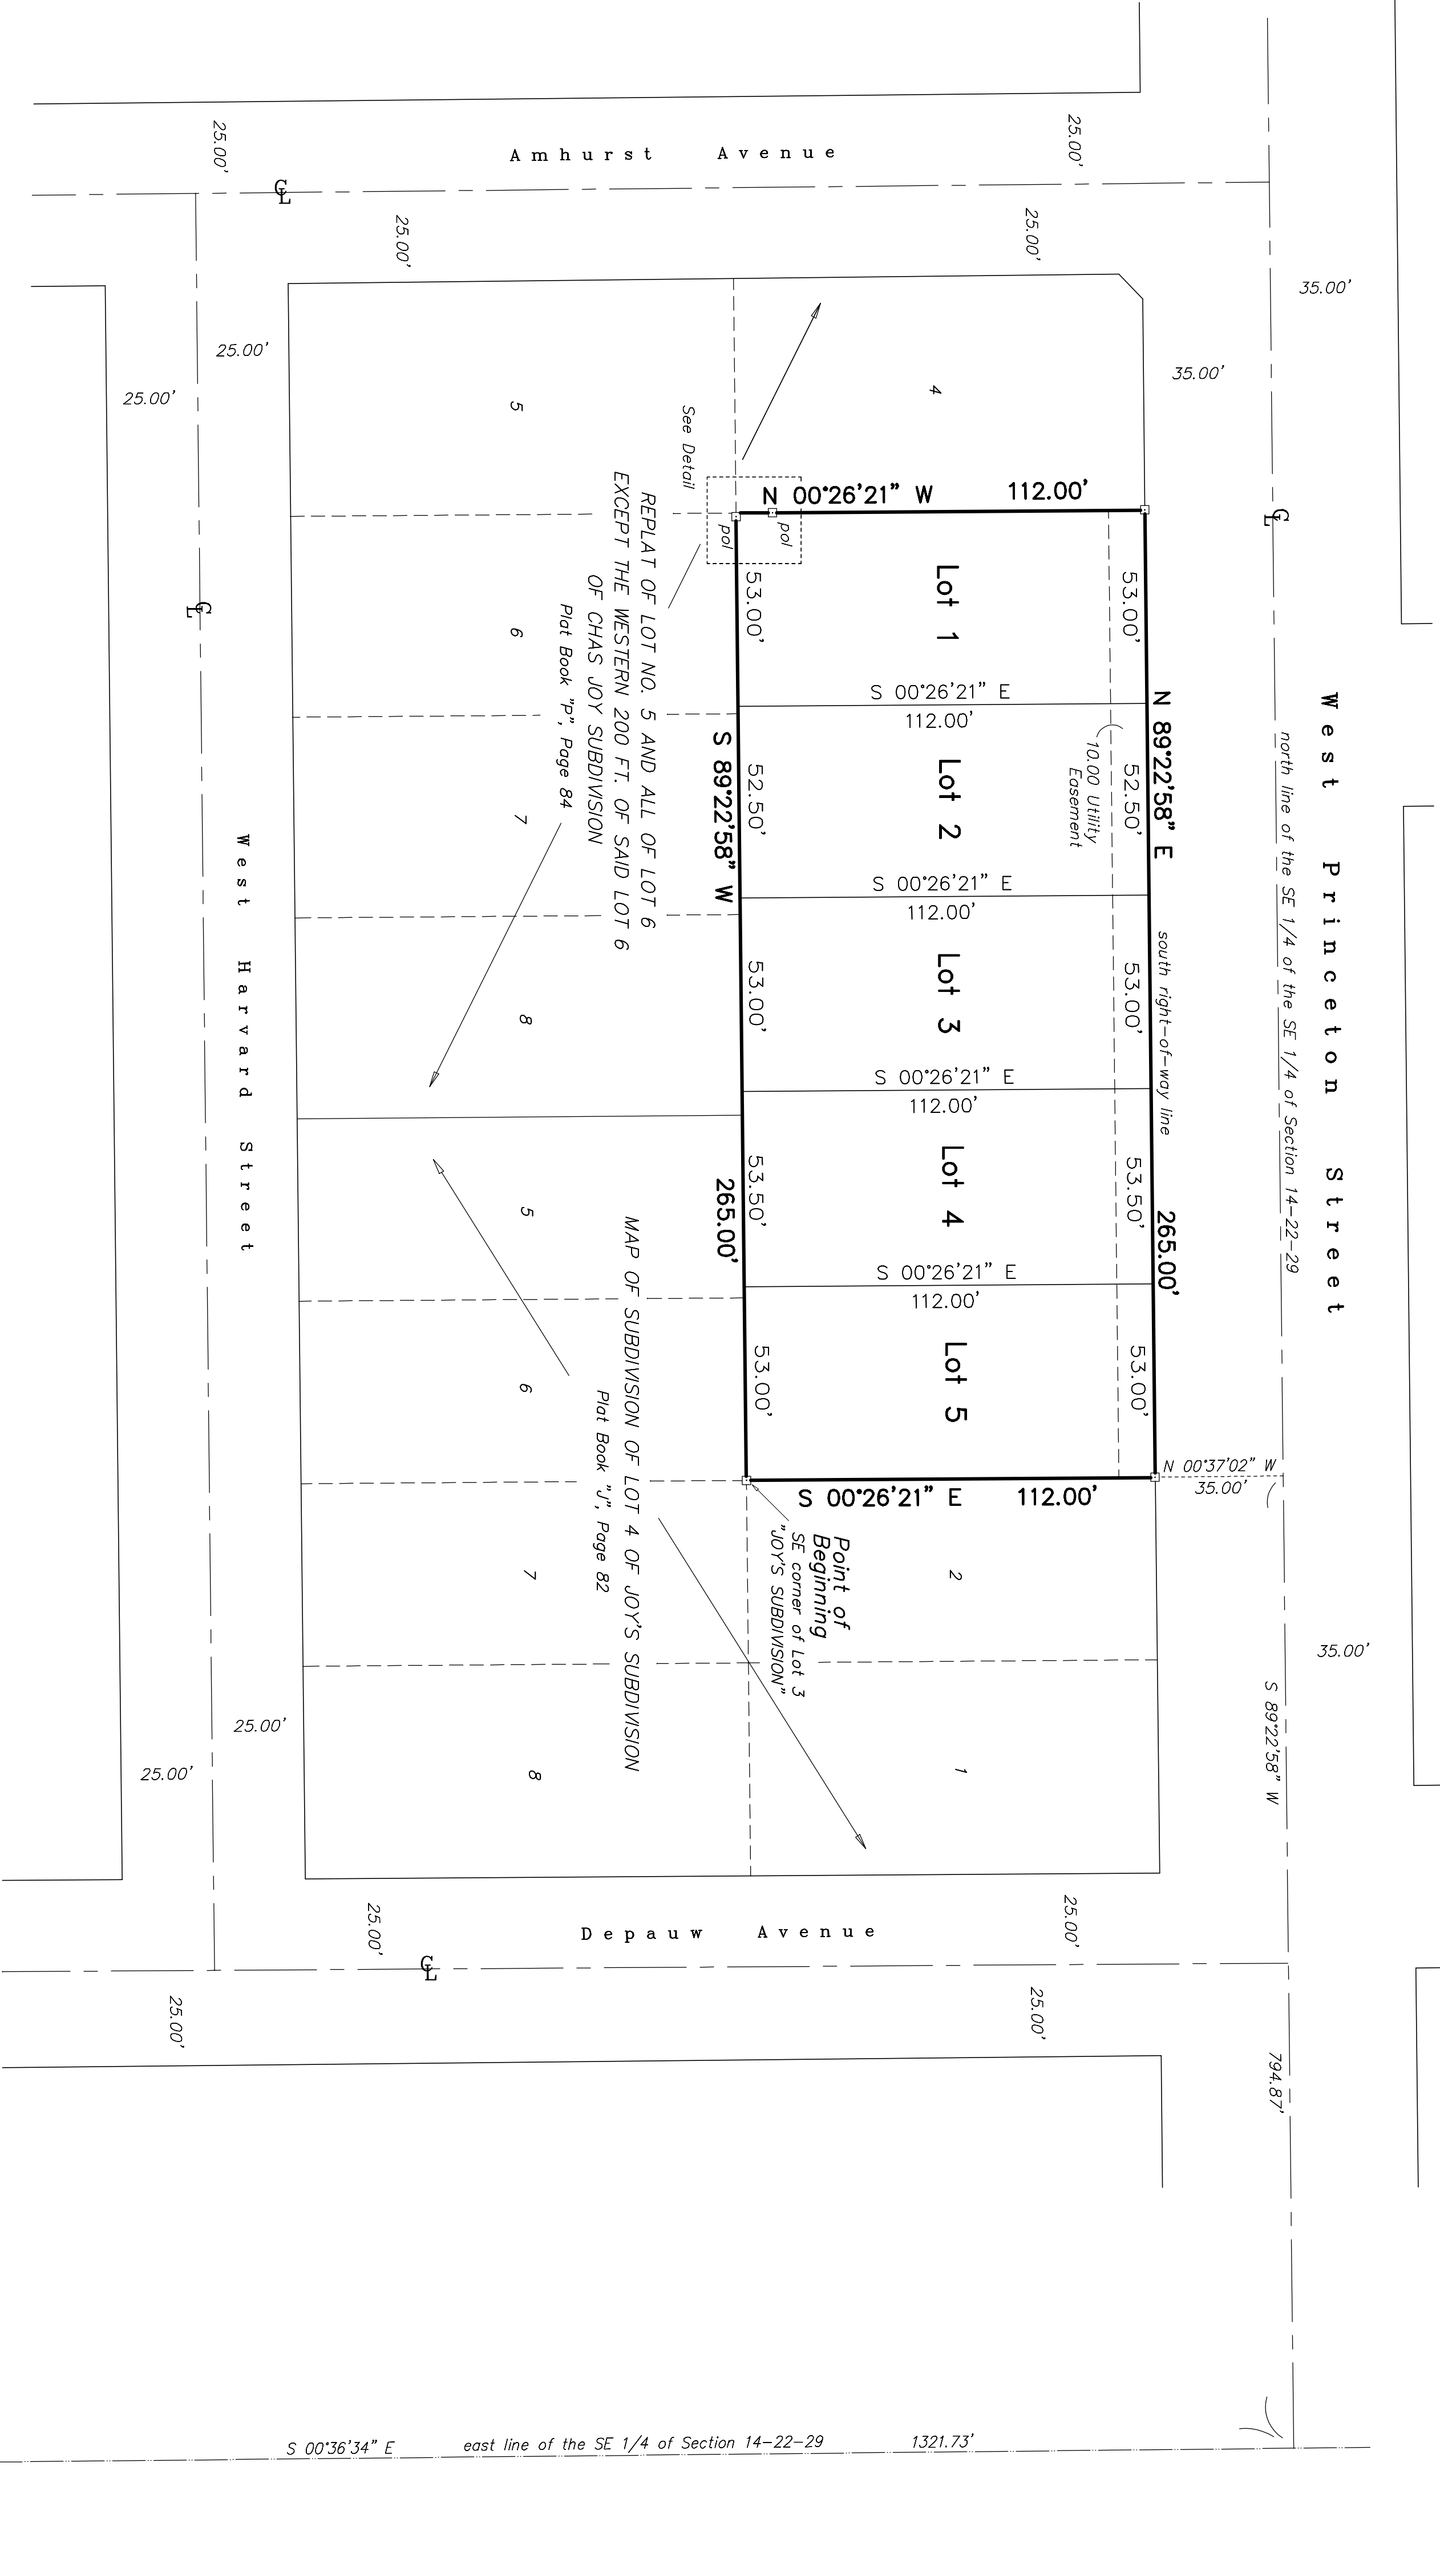 Amhurst Avenue
25.00'
25.00'
25.00'
25.00'
C
L
35.00'
35.00'
25.00'
25.00'
4
5
6
7
8
See Detail
N 00°26'21" W 112.00'
pol
pol
C
L
C
L
REPLAT OF LOT NO. 5 AND ALL OF LOT 6
EXCEPT THE WESTERN 200 FT. OF SAID LOT 6
OF CHAS JOY SUBDIVISION
Plat Book "P", Page 84
Lot 1
53.00'
53.00'
S 00°26'21" E
112.00'
Lot 2
52.50'
52.50'
10.00 Utility
Easement
S 00°26'21" E
112.00'
Lot 3
53.00'
53.00'
S 00°26'21" E
112.00'
Lot 4
53.50'
53.50'
S 00°26'21" E
112.00'
Lot 5
53.00'
53.00'
N 89°22'58" E 265.00'
south right-of-way line
S 89°22'58" W 265.00'
West Princeton Street
north line of the SE 1/4 of the SE 1/4 of Section 14-22-29
West Harvard Street
S 00°26'21" E 112.00'
N 00°37'02" W
35.00'
Point of
Beginning
SE corner of Lot 3
"JOY'S SUBDIVISION"
MAP OF SUBDIVISION OF LOT 4 OF JOY'S SUBDIVISION
Plat Book "J", Page 82
5
6
7
8
2
1
35.00'
S 89°22'58" W
794.87'
25.00'
25.00'
Depauw Avenue
25.00'
25.00'
25.00'
25.00'
C
L
S 00°36'34" E east line of the SE 1/4 of Section 14-22-29 1321.73'